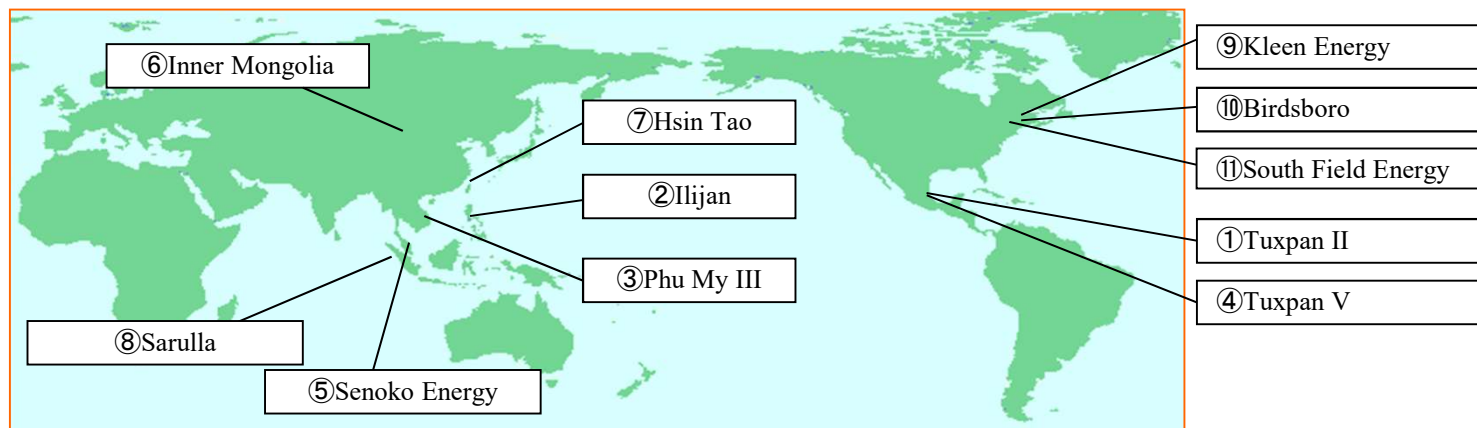 ⑥Inner Mongolia
⑦Hsin Tao
②Ilijan
③Phu My III
⑧Sarulla
⑤Senoko Energy
⑨Kleen Energy
⑩Birdsboro
⑪South Field Energy
①Tuxpan II
④Tuxpan V